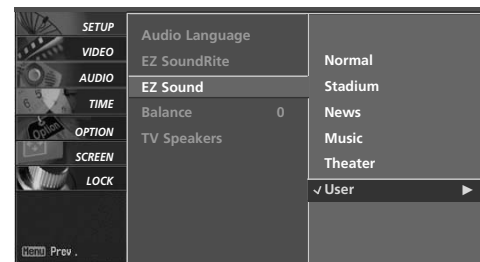 SETUP
VIDEO
AUDIO
TIME
OPTION
SCREEN
LOCK
Menu Prev.
Audio Language
EZ SoundRite
EZ Sound
Balance 0
TV Speakers
Normal
Stadium
News
Music
Theater
✓ User ►